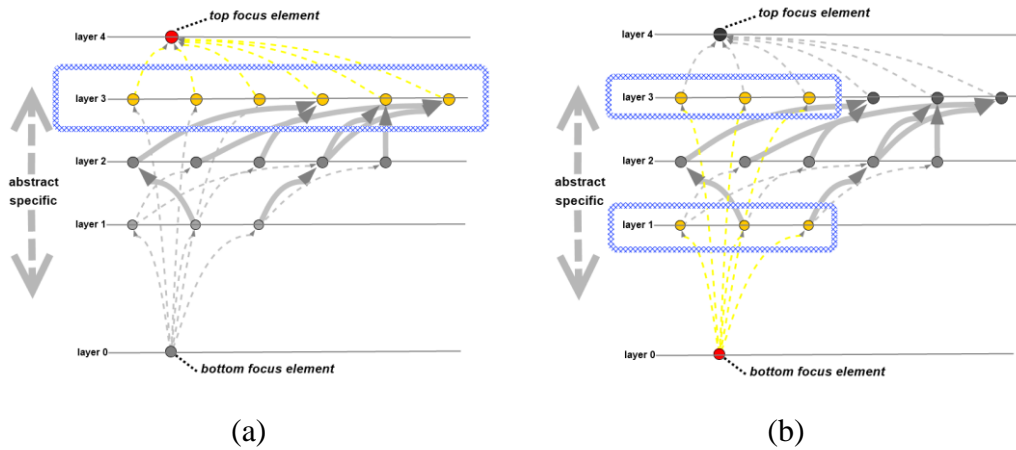 top focus element
layer 4
layer 3
layer 2
abstract
specific
layer 1
layer 0
bottom focus element
(a)
top focus element
layer 4
layer 3
layer 2
abstract
specific
layer 1
layer 0
bottom focus element
(b)